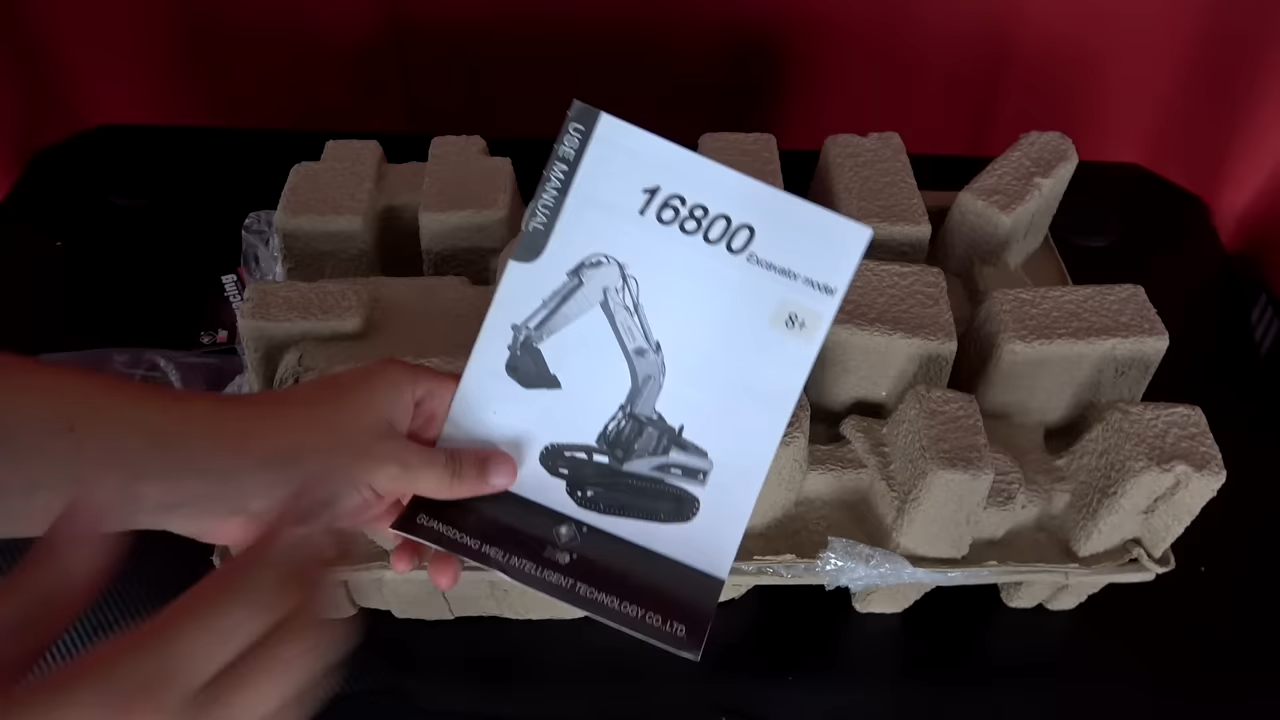 USE MANUAL
16800
Excavator model
8+
GUANGDONG WEILI INTELLIGENT TECHNOLOGY CO.,LTD.